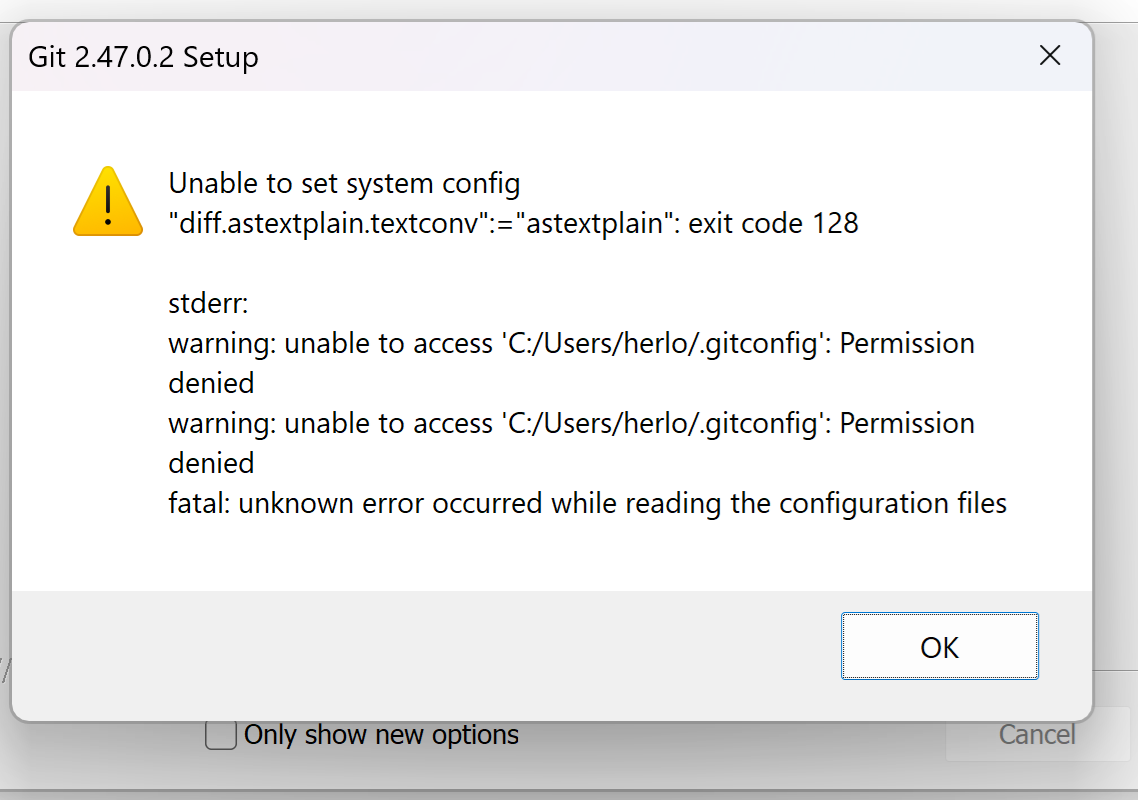 Git 2.47.0.2 Setup
Unable to set system config
"diff.astextplain.textconv":="astextplain": exit code 128
stderr:
warning: unable to access 'C:/Users/herlo/.gitconfig': Permission
denied
warning: unable to access 'C:/Users/herlo/.gitconfig': Permission
denied
fatal: unknown error occurred while reading the configuration files
OK
Only show new options
Cancel